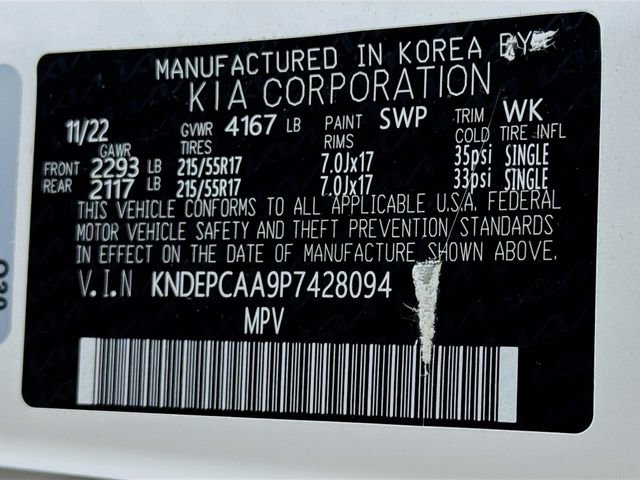 MANUFACTURED IN KOREA BY
KIA CORPORATION
11/22 GVWR 4167 LB PAINT SWP TRIM WK
GAWR TIRES RIMS COLD TIRE INFL
FRONT 2293 LB 215/55R17 7.0Jx17 35psi SINGLE
REAR 2117 LB 215/55R17 7.0Jx17 33psi SINGLE
THIS VEHICLE CONFORMS TO ALL APPLICABLE U.S.A. FEDERAL
MOTOR VEHICLE SAFETY AND THEFT PREVENTION STANDARDS
IN EFFECT ON THE DATE OF MANUFACTURE SHOWN ABOVE.
V.I.N KNDEPCAA9P7428094
MPV